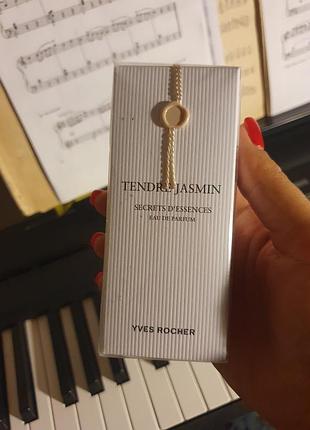 TENDRE JASMIN
SECRETS D'ESSENCES
EAU DE PARFUM
YVES ROCHER